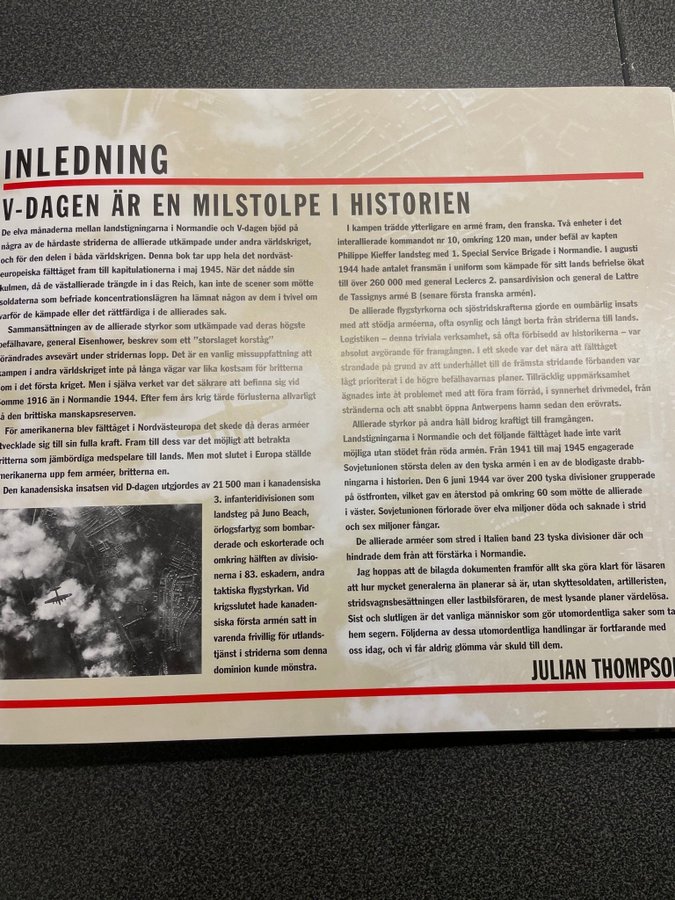 INLEDNING
V-DAGEN ÄR EN MILSTOLPE I HISTORIEN
De elva månaderna mellan landstigningarna i Normandie och V-dagen bjöd på
några av de hårdaste striderna de allierade utkämpade under andra världskriget,
och för den delen i båda världskrigen. Denna bok tar upp hela det nordväst-
europeiska fälttåget fram till kapitulationerna i maj 1945. När det nådde sin
kulmen, då de västallierade trängde in i das Reich, kan inte de scener som mötte
soldaterna som befriade koncentrationslägren ha lämnat någon av dem i tvivel om
varför de kämpade eller det rättfärdiga i de allierades sak.
Sammansättningen av de allierade styrkor som utkämpade vad deras högste
befälhavare, general Eisenhower, beskrev som ett "storslaget korståg"
förändrades avsevärt under stridernas lopp. Det är en vanlig missuppfattning att
kampen i andra världskriget inte på långa vägar var lika kostsam för britterna
som i det första kriget. Men i själva verket var det säkrare att befinna sig vid
Somme 1916 än i Normandie 1944. Efter fem års krig tärde förlusterna allvarligt
å den brittiska manskapsreserven.
För amerikanerna blev fälttåget i Nordvästeuropa det skede då deras arméer
tvecklade sig till sin fulla kraft. Fram till dess var det möjligt att betrakta
ritterna som jämbördiga medspelare till lands. Men mot slutet i Europa ställde
merikanerna upp fem arméer, britterna en.
Den kanadensiska insatsen vid D-dagen utgjordes av 21 500 man i kanadensiska
3. infanteridivisionen som
landsteg på Juno Beach,
örlogsfartyg som bombar-
derade och eskorterade och
omkring hälften av divisio-
nerna i 83. eskadern, andra
taktiska flygstyrkan. Vid
krigsslutet hade kanaden-
siska första armén satt in
varenda frivillig för utlands-
tjänst i striderna som denna
dominion kunde mönstra.
I kampen trädde ytterligare en armé fram, den franska. Två enheter i det
interallierade kommandot nr 10, omkring 120 man, under befäl av kapten
Philippe Kieffer landsteg med 1. Special Service Brigade i Normandie. I augusti
1944 hade antalet fransmän i uniform som kämpade för sitt lands befrielse ökat
till över 260 000 med general Leclercs 2. pansardivision och general de Lattre
de Tassignys armé B (senare första franska armén).
De allierade flygstyrkorna och sjöstridskrafterna gjorde en oumbärlig insats
med att stödja arméerna, ofta osynlig och långt borta från striderna till lands.
Logistiken – denna triviala verksamhet, så ofta förbisedd av historikerna – var
absolut avgörande för framgången. I ett skede var det nära att fälttåget
strandade på grund av att underhållet till de främsta stridande förbanden var
lågt prioriterat i de högre befälhavarnas planer. Tillräcklig uppmärksamhet
ägnades inte åt problemet med att föra fram förråd, i synnerhet drivmedel, från
stränderna och att snabbt öppna Antwerpens hamn sedan den erövrats.
Allierade styrkor på andra håll bidrog kraftigt till framgången.
Landstigningarna i Normandie och det följande fälttåget hade inte varit
möjliga utan stödet från röda armén. Från 1941 till maj 1945 engagerade
Sovjetunionen största delen av den tyska armén i en av de blodigaste drabb-
ningarna i historien. Den 6 juni 1944 var över 200 tyska divisioner grupperade
på östfronten, vilket gav en återstod på omkring 60 som mötte de allierade
i väster. Sovjetunionen förlorade över elva miljoner döda och saknade i strid
och sex miljoner fångar.
De allierade arméer som stred i Italien band 23 tyska divisioner där och
hindrade dem från att förstärka i Normandie.
Jag hoppas att de bilagda dokumenten framför allt ska göra klart för läsaren
att hur mycket generalerna än planerar så är, utan skyttesoldaten, artilleristen,
stridsvagnsbesättningen eller lastbilsföraren, de mest lysande planer värdelösa.
Sist och slutligen är det vanliga människor som gör utomordentliga saker som ta
hem segern. Följderna av dessa utomordentliga handlingar är fortfarande med
oss idag, och vi får aldrig glömma vår skuld till dem.
JULIAN THOMPSON